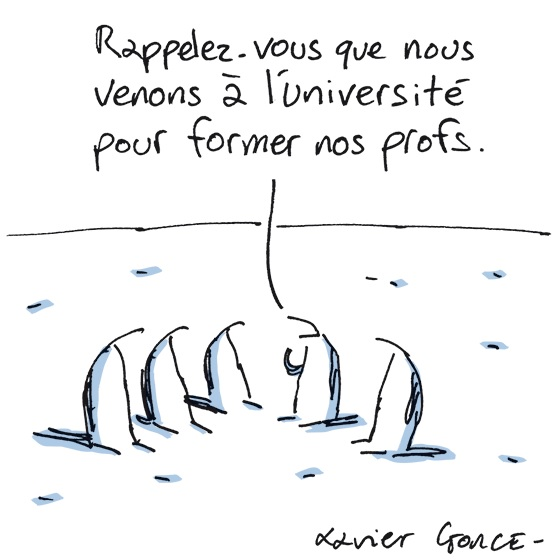 Rappelez-vous que nous
venons à l'université
pour former nos profs.
Xavier GORCE-